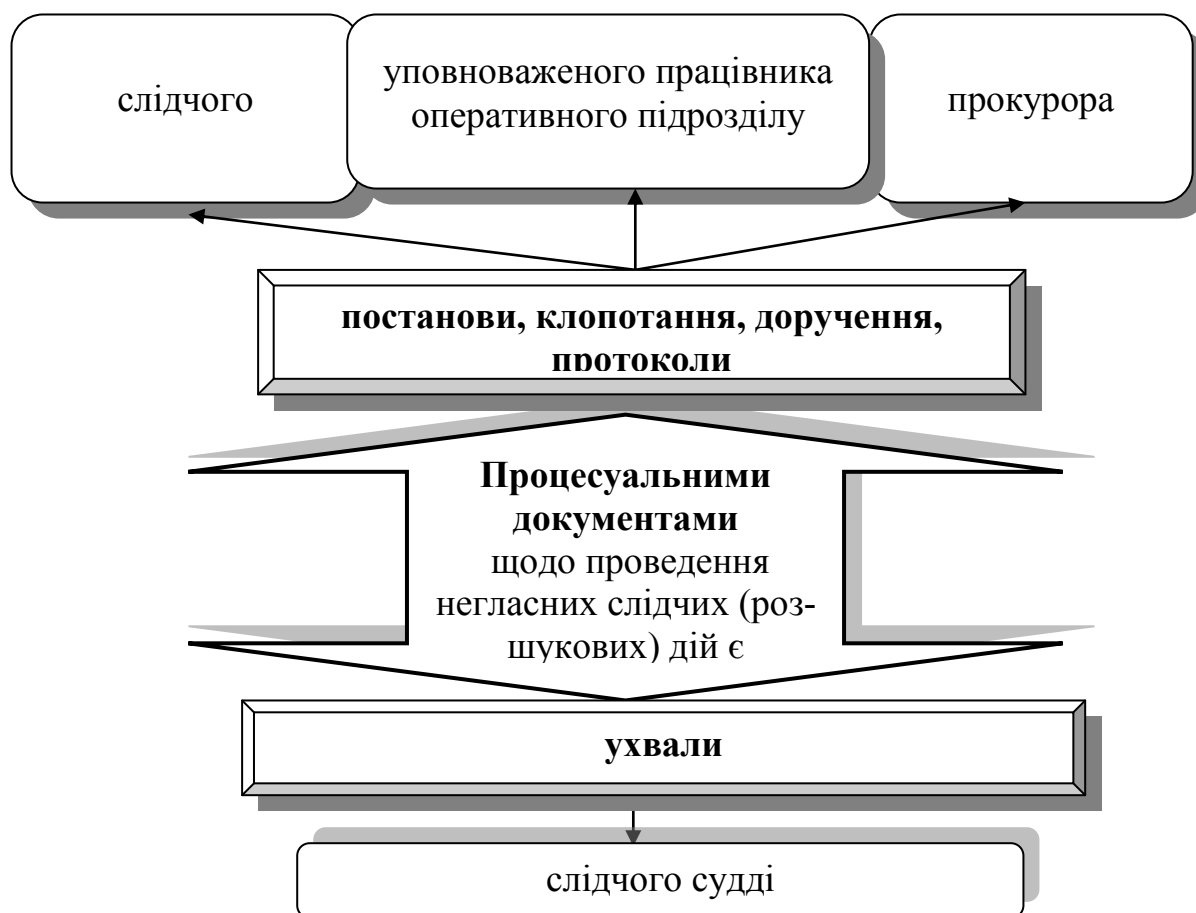 слідчого
уповноваженого працівника
оперативного підрозділу
прокурора
постанови, клопотання, доручення,
протоколи
Процесуальними
документами
щодо проведення
негласних слідчих (роз-
шукових) дій є
ухвали
слідчого судді